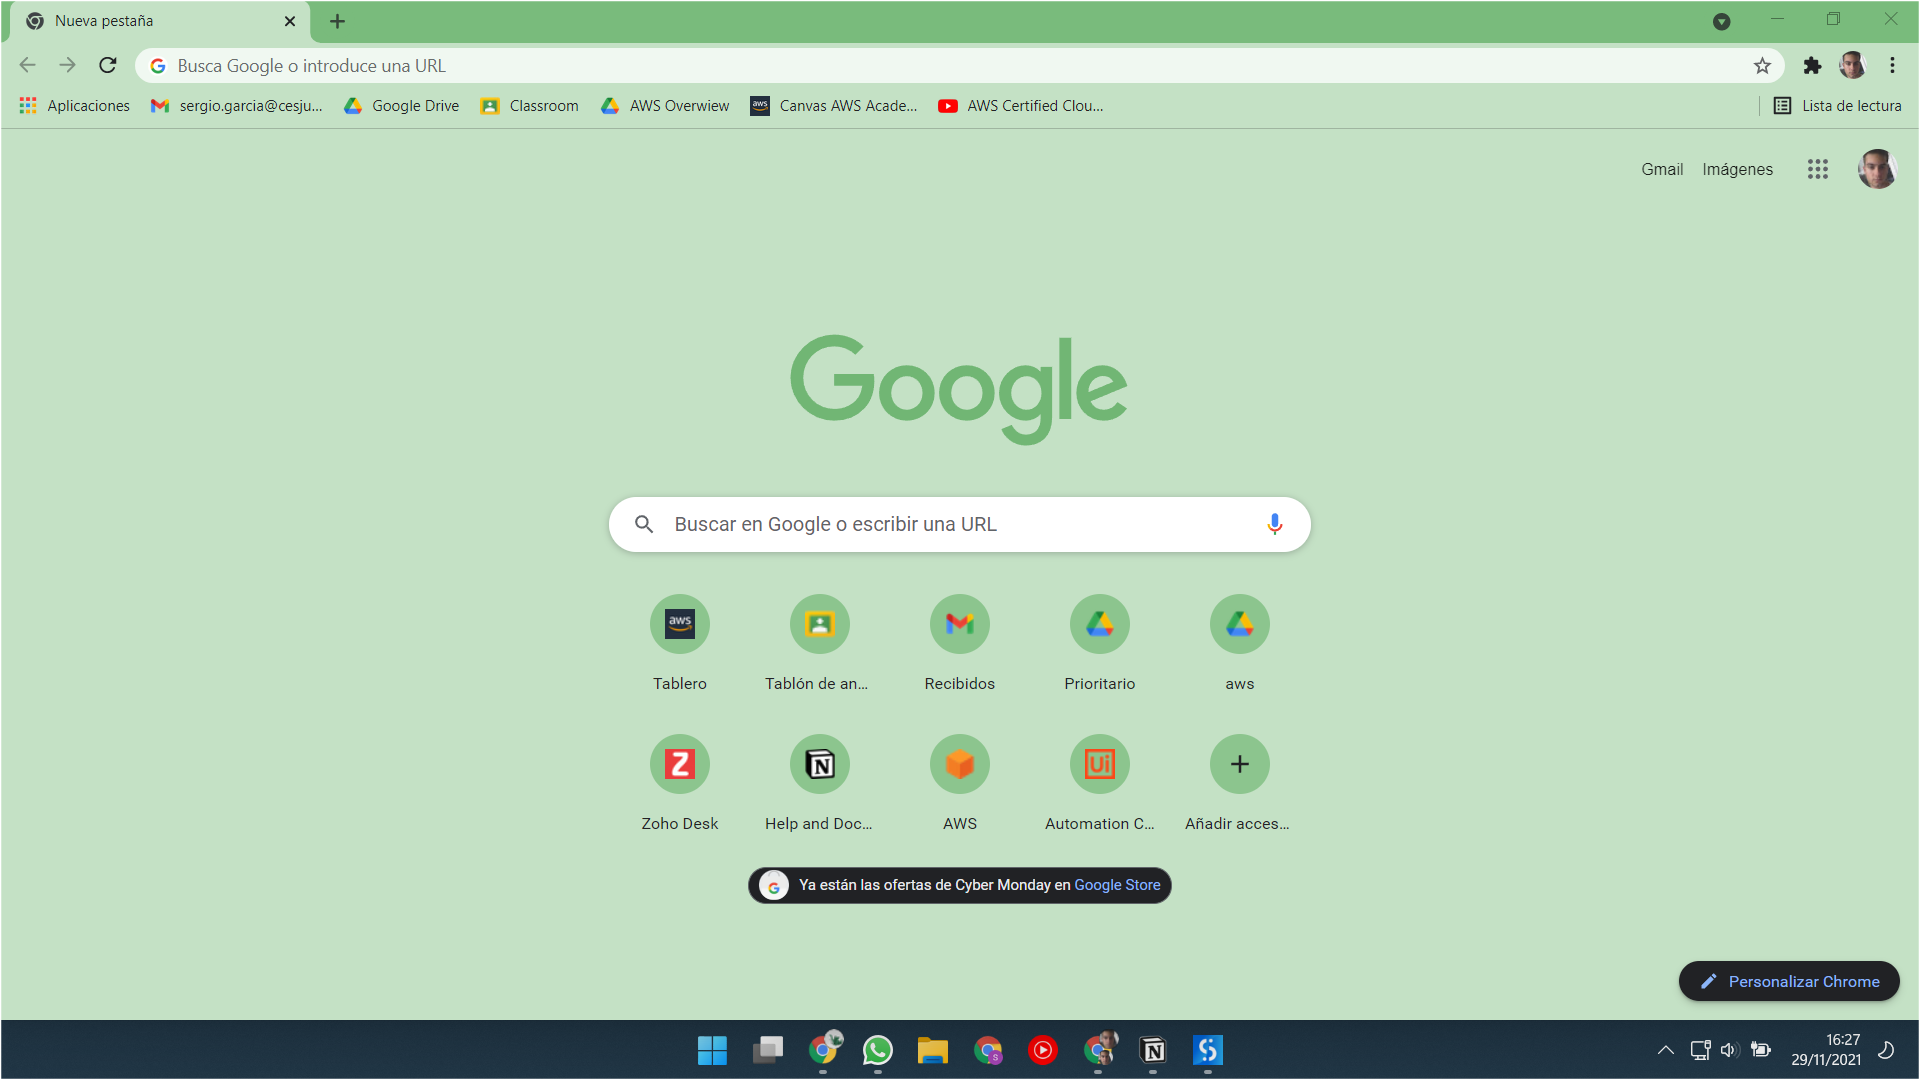 Nueva pestaña
Busca Google o introduce una URL
Aplicaciones sergio.garcia@cesju... Google Drive Classroom AWS Overwiew aws Canvas AWS Acade... AWS Certified Clou... Lista de lectura
Gmail Imágenes
Google
Buscar en Google o escribir una URL
aws
Tablero Tablón de an... Recibidos Prioritario aws
Z N Ui
Zoho Desk Help and Doc... AWS Automation C... Añadir acces...
G Ya están las ofertas de Cyber Monday en Google Store
Personalizar Chrome
S N
16:27
29/11/2021